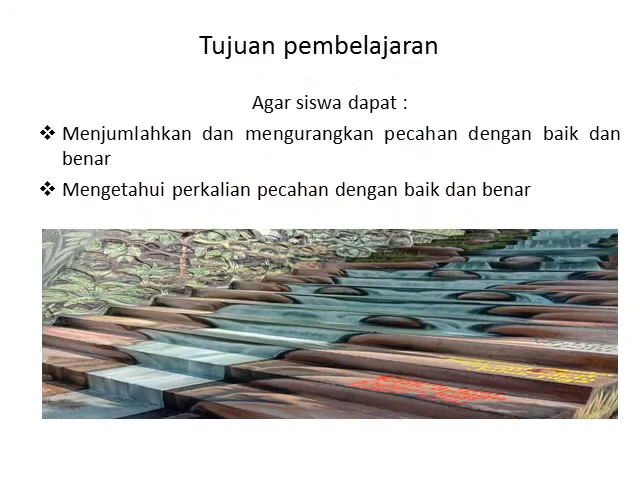 Tujuan pembelajaran
Agar siswa dapat :
❖ Menjumlahkan dan mengurangkan pecahan dengan baik dan
benar
❖ Mengetahui perkalian pecahan dengan baik dan benar